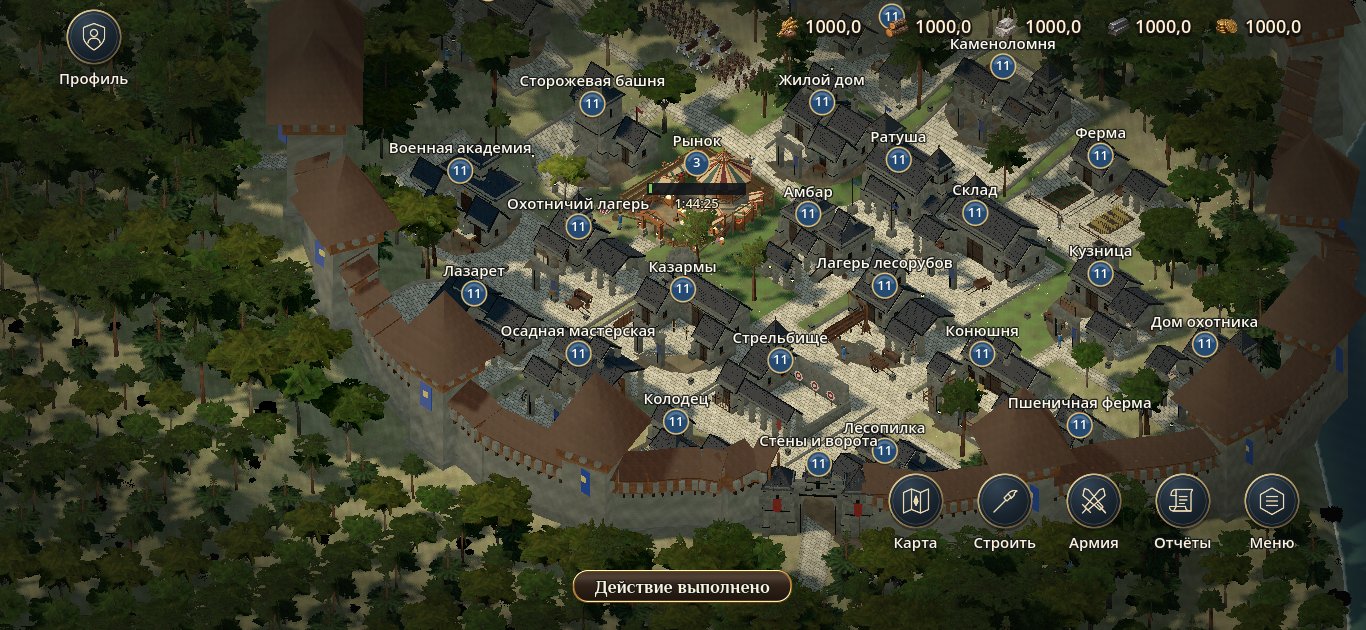 Профиль
1000,0
11
1000,0
1000,0
1000,0
1000,0
Каменоломня
11
Сторожевая башня
11
Жилой дом
11
Рынок
3
1:44:25
Ратуша
11
Ферма
11
Военная академия
11
Охотничий лагерь
11
Амбар
11
Склад
11
Лазарет
11
Казармы
11
Лагерь лесорубов
11
Кузница
11
Осадная мастерская
11
Стрельбище
11
Конюшня
11
Дом охотника
11
Колодец
11
Пшеничная ферма
11
Лесопилка
11
Стены и ворота
11
Карта
Строить
Армия
Отчёты
Меню
Действие выполнено